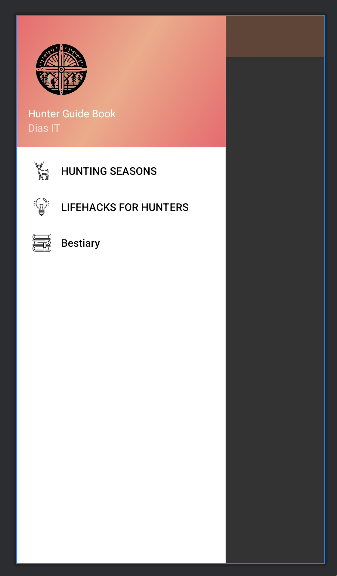 Hunter Guide Book
Dias IT
HUNTING SEASONS
LIFEHACKS FOR HUNTERS
Bestiary